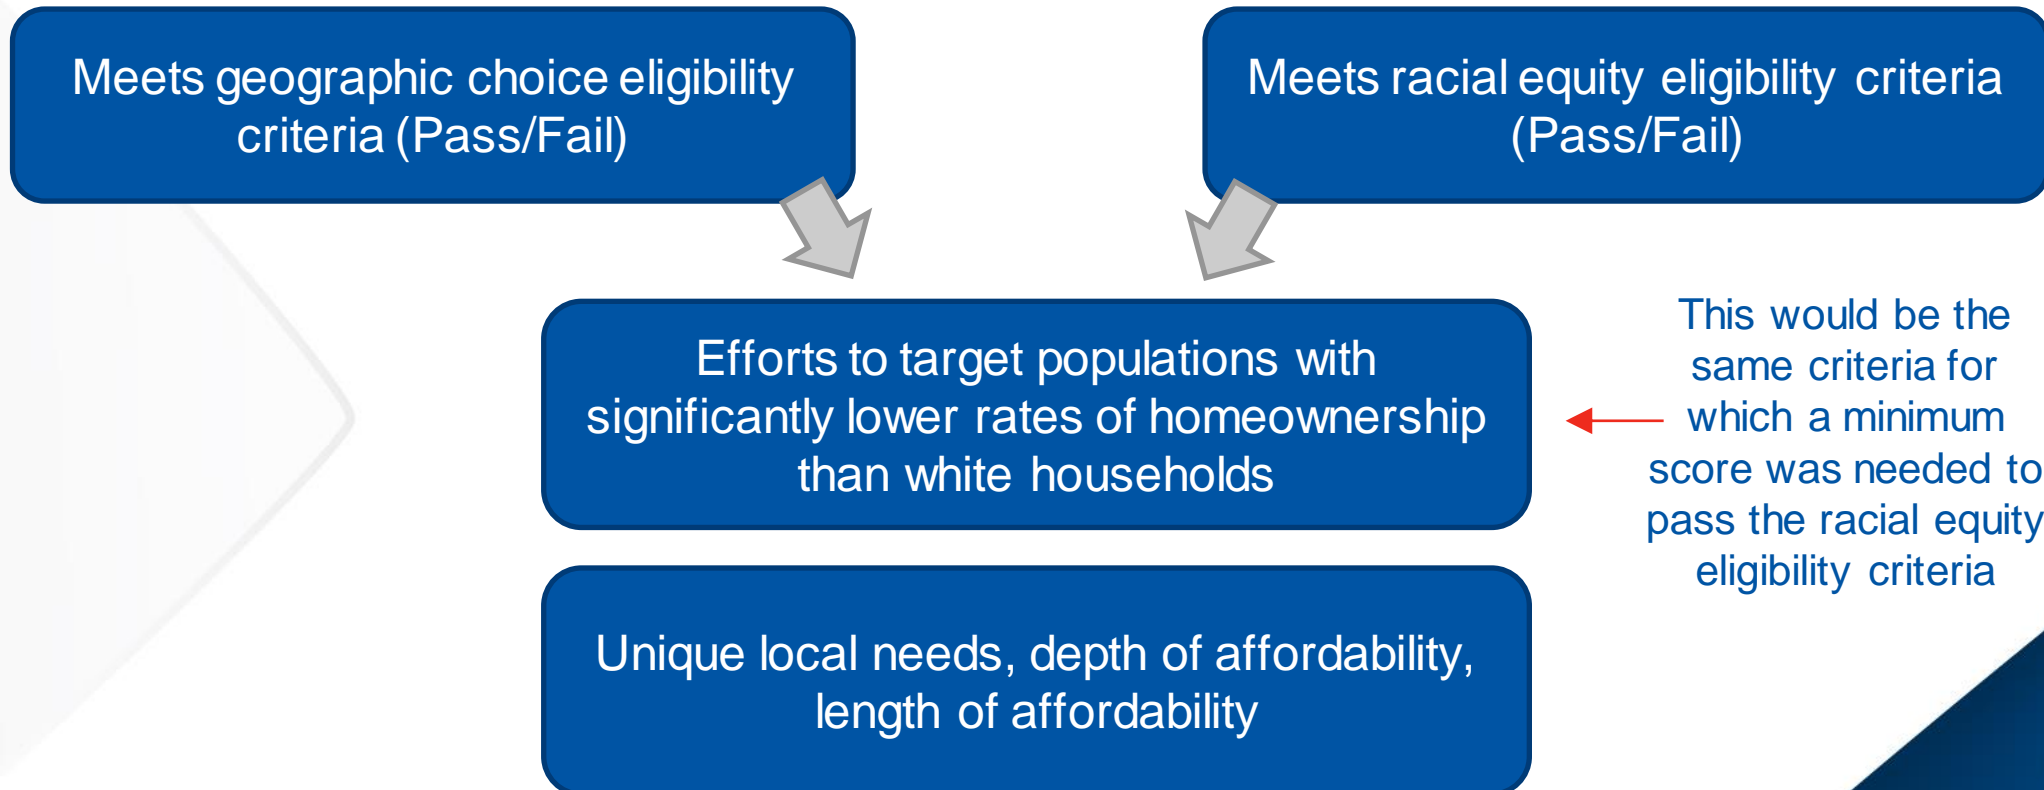 Meets geographic choice eligibility
criteria (Pass/Fail)
Meets racial equity eligibility criteria
(Pass/Fail)
Efforts to target populations with
significantly lower rates of homeownership
than white households
This would be the
same criteria for
which a minimum
score was needed to
pass the racial equity
eligibility criteria
Unique local needs, depth of affordability,
length of affordability